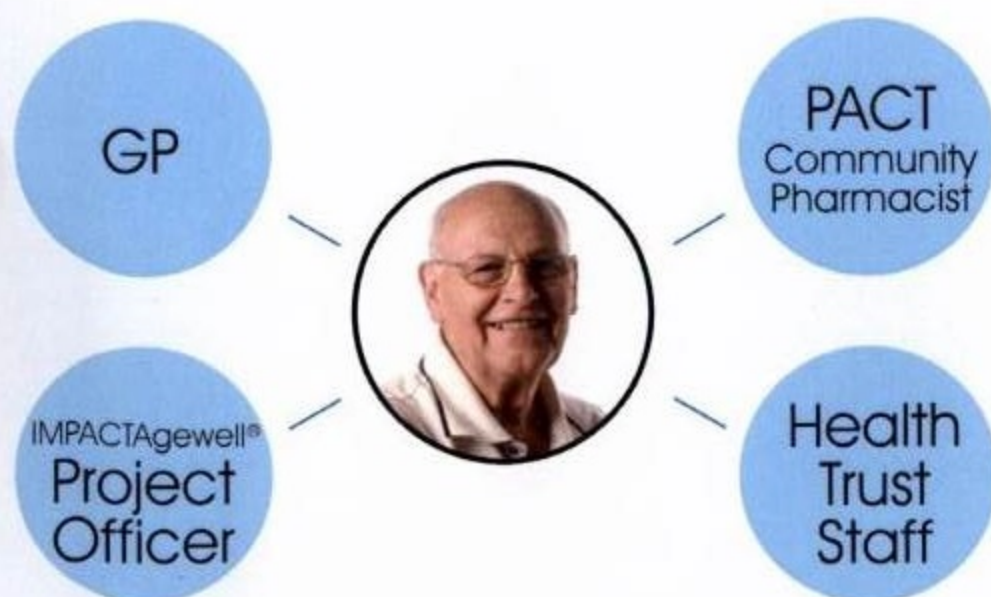 GP
PACT
Community
Pharmacist
IMPACTAgewell®
Project
Officer
Health
Trust
Staff